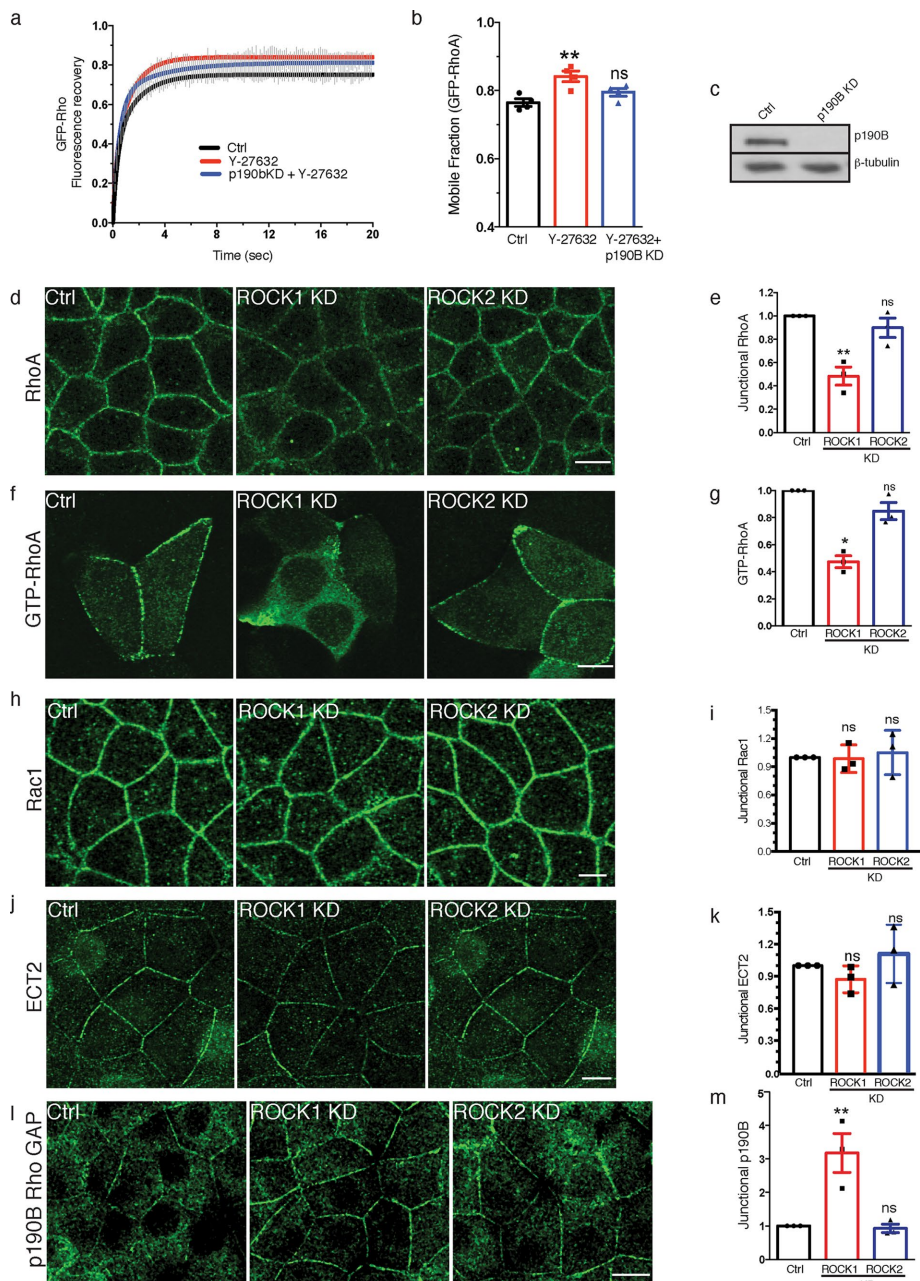 a
GFP-Rho
Fluorescence recovery
1.0
0.8
0.6
0.4
0.2
0.0
0 4 8 12 16 20
Time (sec)
Ctrl
Y-27632
p190bKD + Y-27632
b
Mobile Fraction (GFP-RhoA)
1.0
0.8
0.6
0.4
**
ns
Ctrl Y-27632 Y-27632+
p190B KD
c
Ctrl p190B KD
p190B
β-tubulin
d
RhoA
Ctrl ROCK1 KD ROCK2 KD
e
Junctional RhoA
1.2
1.0
0.8
0.6
0.4
0.2
0.0
**
ns
Ctrl ROCK1 ROCK2
KD
f
GTP-RhoA
Ctrl ROCK1 KD ROCK2 KD
g
GTP-RhoA
1.0
0.8
0.6
0.4
0.2
0.0
*
ns
Ctrl ROCK1 ROCK2
KD
h
Rac1
Ctrl ROCK1 KD ROCK2 KD
i
Junctional Rac1
1.5
1.2
0.9
0.6
0.3
0.0
ns
ns
Ctrl ROCK1 ROCK2
KD
j
ECT2
Ctrl ROCK1 KD ROCK2 KD
k
Junctional ECT2
1.5
1.2
0.9
0.6
0.3
0.0
ns
ns
Ctrl ROCK1 ROCK2
KD
l
p190B Rho GAP
Ctrl ROCK1 KD ROCK2 KD
m
Junctional p190B
5
4
3
2
1
0
**
ns
Ctrl ROCK1 ROCK2